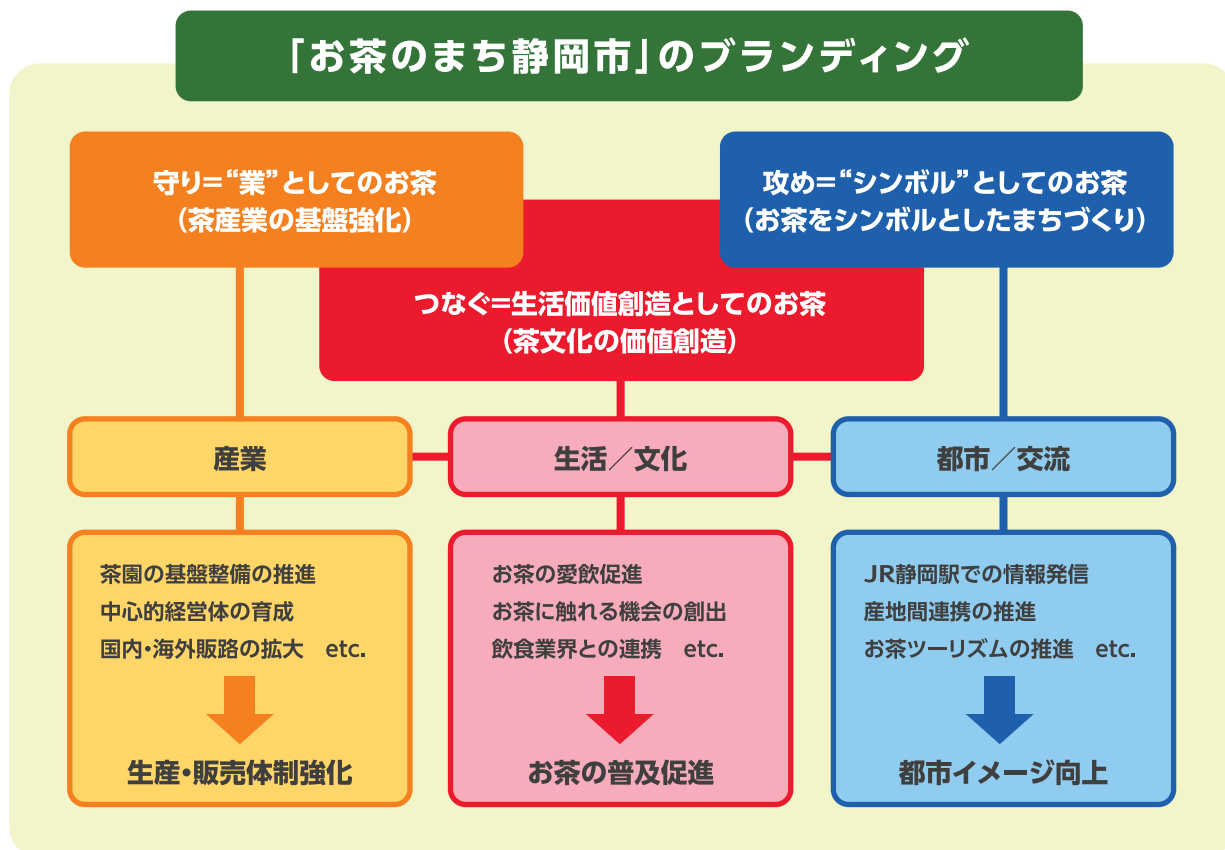 「お茶のまち静岡市」のブランディング
守り=“業”としてのお茶
（茶産業の基盤強化）
攻め=“シンボル”としてのお茶
（お茶をシンボルとしたまちづくり）
つなぐ=生活価値創造としてのお茶
（茶文化の価値創造）
産業
生活／文化
都市／交流
茶園の基盤整備の推進
中心的経営体の育成
国内・海外販路の拡大　etc.
生産・販売体制強化
お茶の愛飲促進
お茶に触れる機会の創出
飲食業界との連携　etc.
お茶の普及促進
JR静岡駅での情報発信
産地間連携の推進
お茶ツーリズムの推進　etc.
都市イメージ向上